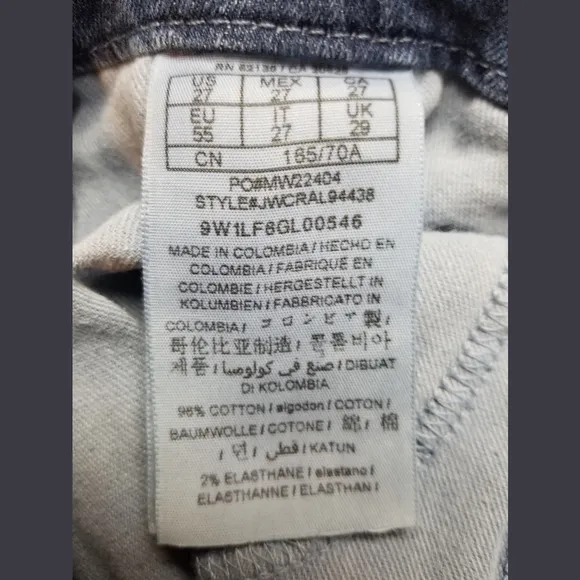 US 27 MEX 27 CA 27
EU 55 IT 27 UK 29
CN 165/70A
PO#MW22404
STYLE#JWCRAL94438
9W1LF6GL00546
MADE IN COLOMBIA / HECHO EN
COLOMBIA / FABRIQUE EN
COLOMBIE / HERGESTELLT IN
KOLUMBIEN / FABBRICATO IN
COLOMBIA / コロンビア製 /
哥伦比亚制造 / 콜롬비아
제품 / صنع في كولومبيا / DIBUAT
DI KOLOMBIA
98% COTTON / algodon / COTON /
BAUMWOLLE / COTONE / 綿 / 棉
/ 면 / قطن / KATUN
2% ELASTHANE / elastano /
ELASTHANNE / ELASTHAN /